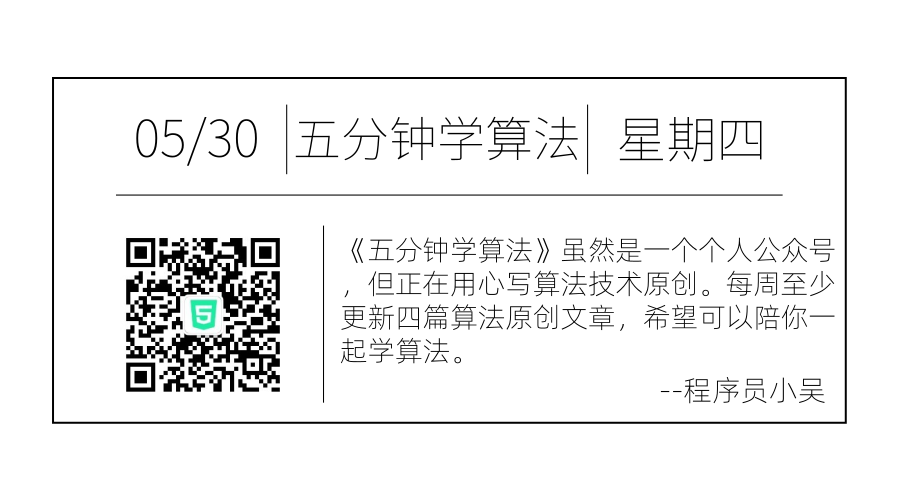 05/30 五分钟学算法 星期四
《五分钟学算法》虽然是一个个人公众号
，但正在用心写算法技术原创。每周至少
更新四篇算法原创文章，希望可以陪你一
起学算法。
--程序员小吴
5